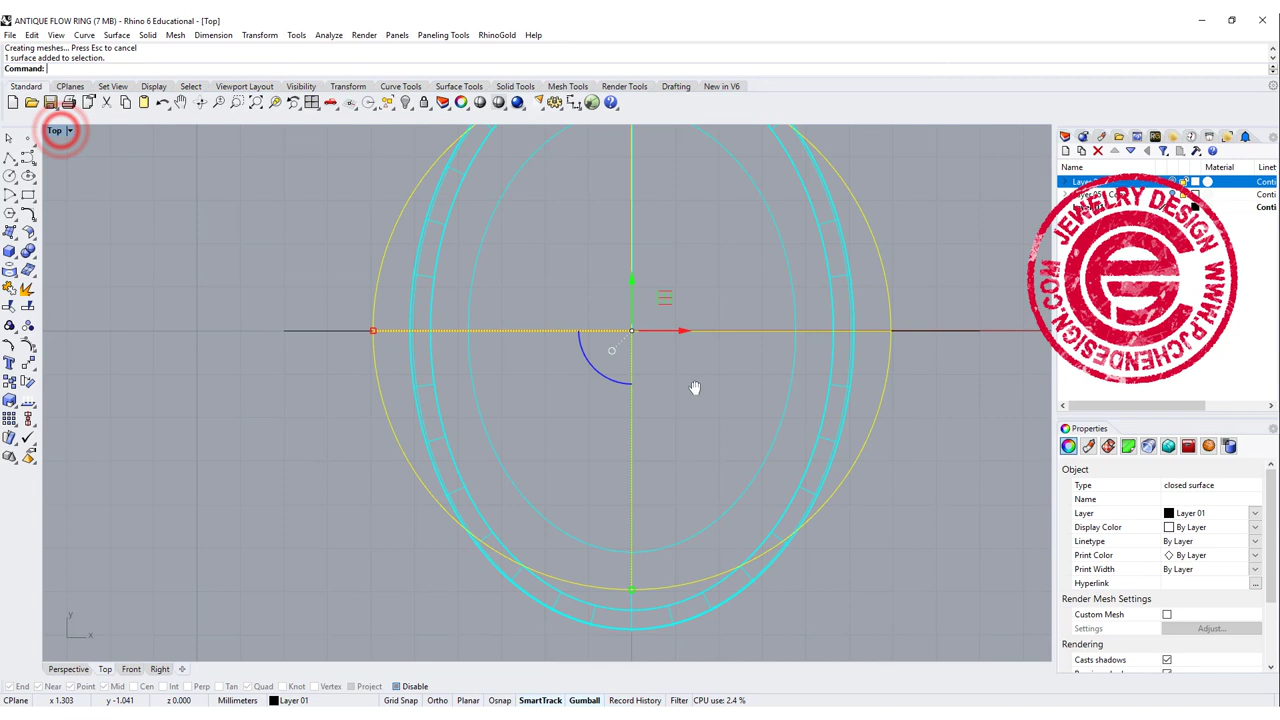 ANTIQUE FLOW RING (7 MB) - Rhino 6 Educational - [Top]
File Edit View Curve Surface Solid Mesh Dimension Transform Tools Analyze Render Panels Paneling Tools RhinoGold Help
Creating meshes... Press Esc to cancel
1 surface added to selection.
Command:
Standard CPlanes Set View Display Select Viewport Layout Visibility Transform Curve Tools Surface Tools Solid Tools Mesh Tools Render Tools Drafting New in V6
Top
Name Material Linet
Conti
Conti
Conti
JEWELRY DESIGN WWW.PJCHENDESIGN.COM
Properties
Object
Type closed surface
Name
Layer Layer 01
Display Color By Layer
Linetype By Layer
Print Color By Layer
Print Width By Layer
Hyperlink ...
Render Mesh Settings
Custom Mesh
Settings Adjust...
Rendering
Casts shadows
y
x
Perspective Top Front Right
End Near Point Mid Cen Int Perp Tan Quad Knot Vertex Project Disable
CPlane x 1.303 y -1.041 z 0.000 Millimeters Layer 01 Grid Snap Ortho Planar Osnap SmartTrack Gumball Record History Filter CPU use: 2.4 %